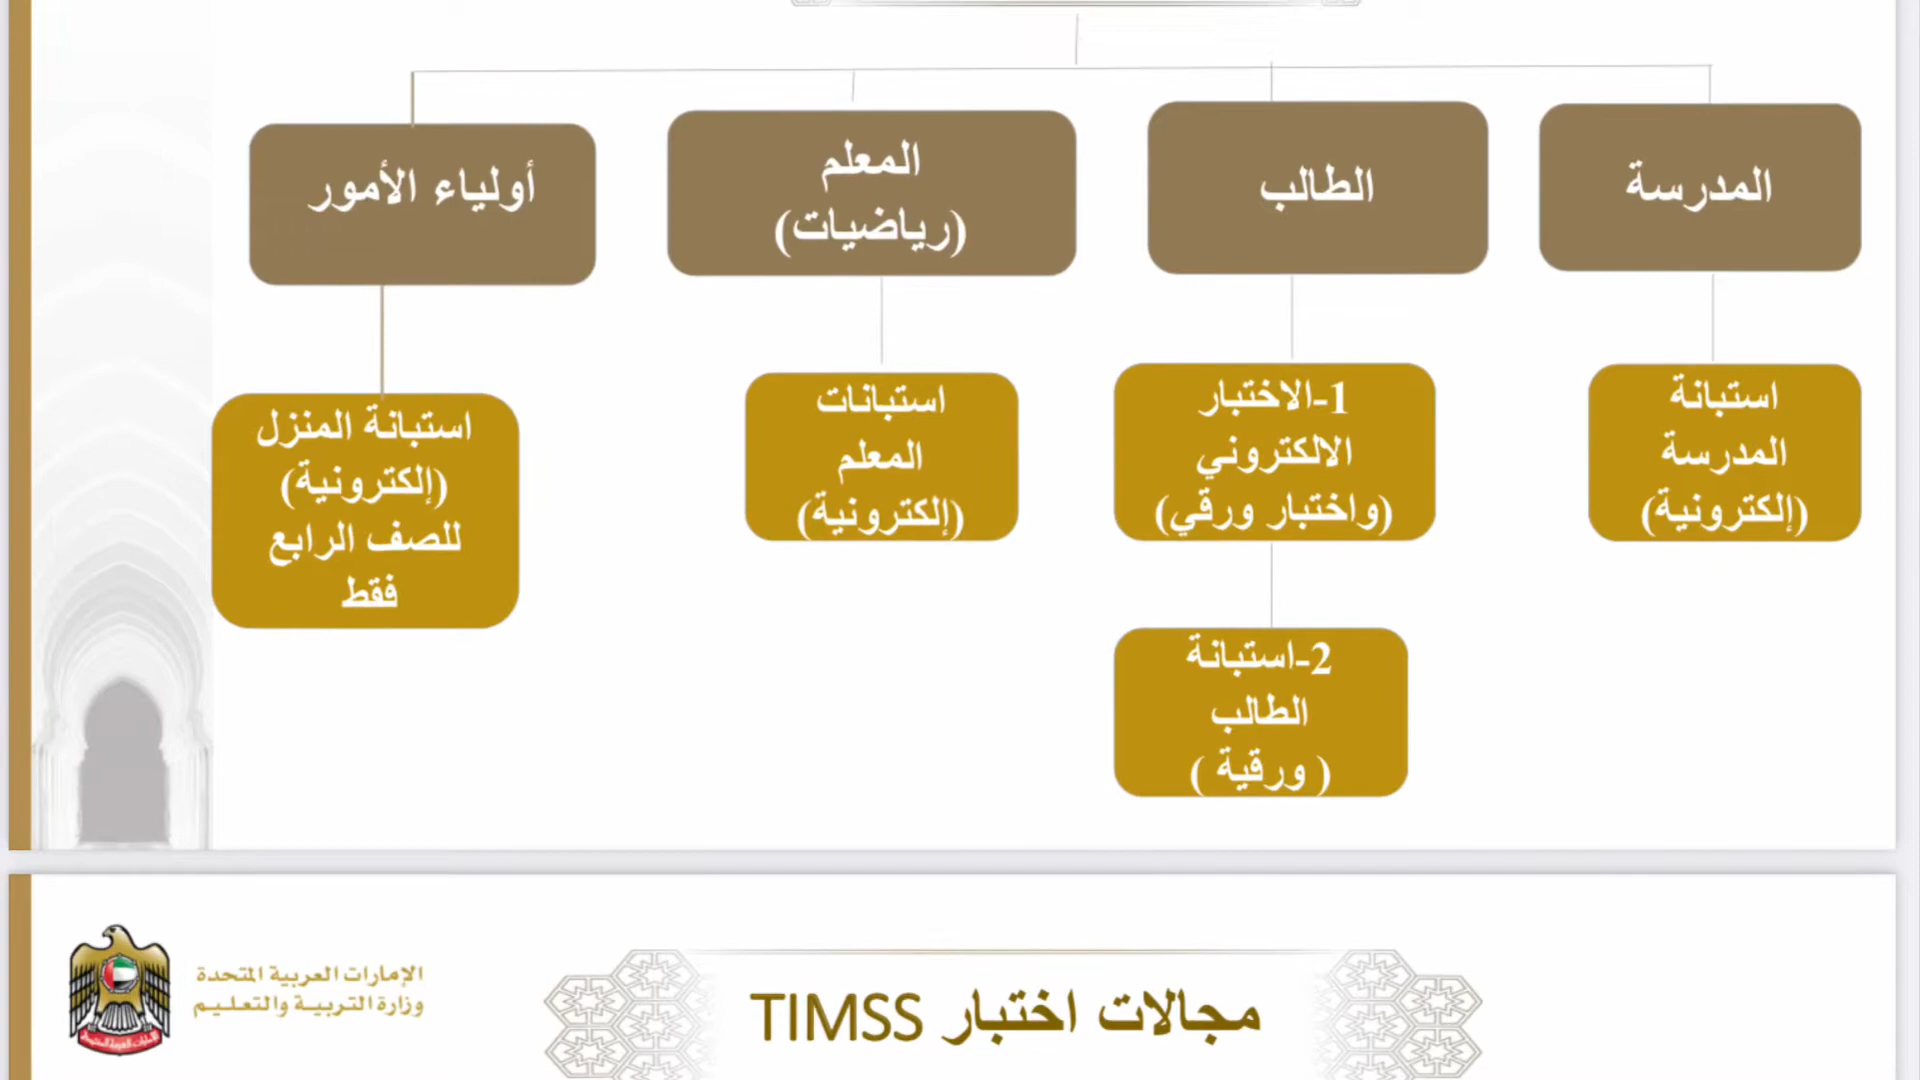 المدرسة
الطالب
المعلم
(رياضيات)
أولياء الأمور
استبانة
المدرسة
(إلكترونية)
1-الاختبار
الالكتروني
(واختبار ورقي)
استبانات
المعلم
(إلكترونية)
استبانة المنزل
(إلكترونية)
للصف الرابع
فقط
2-استبانة
الطالب
( ورقية )
الإمارات العربية المتحدة
وزارة التربية والتعليم
مجالات اختبار TIMSS